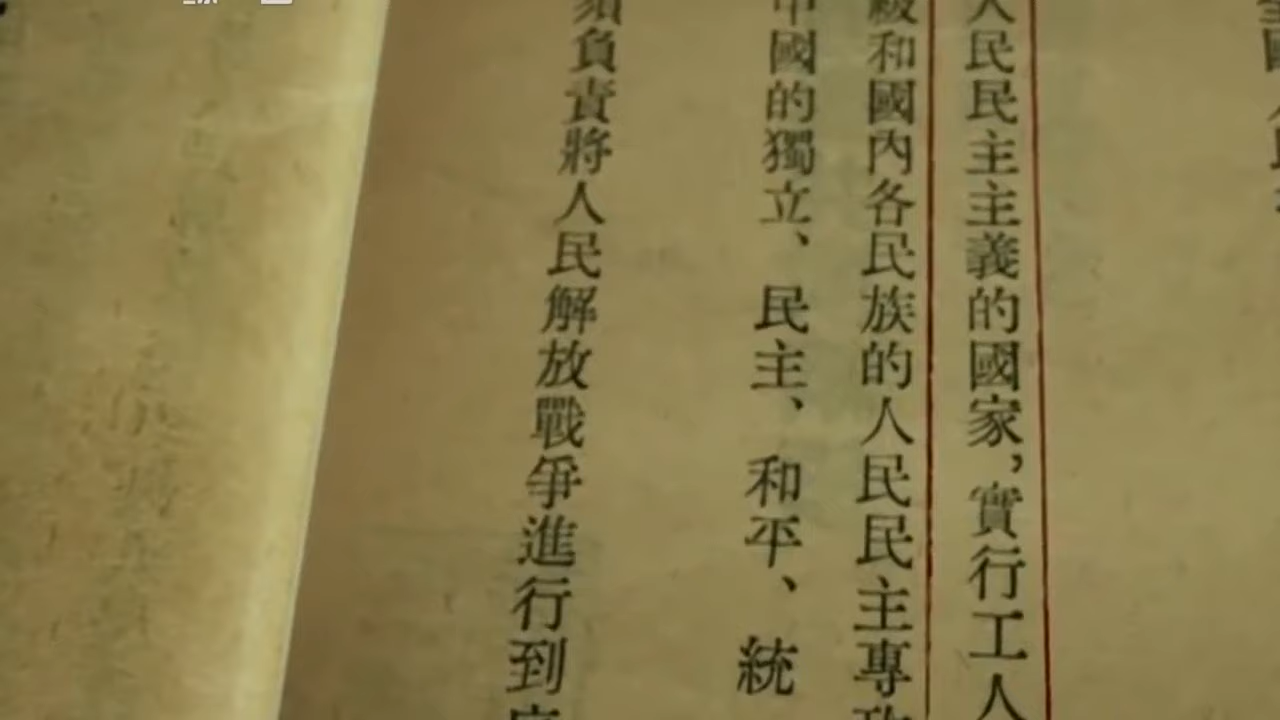 人民民主主義的國家，實行工人
級和國內各民族的人民民主專政
中國的獨立、民主、和平、統
須負責將人民解放戰爭進行到